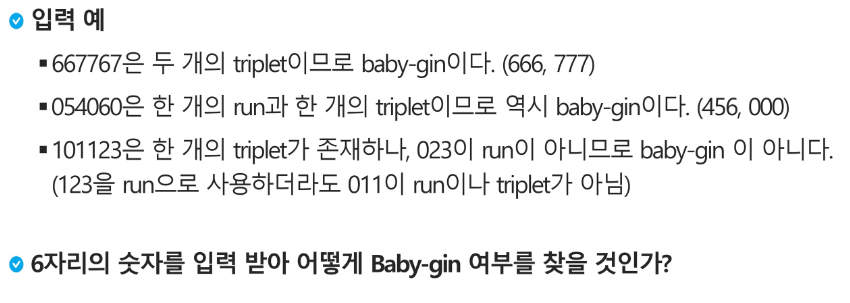 입력 예
▪667767은 두 개의 triplet이므로 baby-gin이다. (666, 777)
▪054060은 한 개의 run과 한 개의 triplet이므로 역시 baby-gin이다. (456, 000)
▪101123은 한 개의 triplet가 존재하나, 023이 run이 아니므로 baby-gin 이 아니다.
(123을 run으로 사용하더라도 011이 run이나 triplet가 아님)
6자리의 숫자를 입력 받아 어떻게 Baby-gin 여부를 찾을 것인가?